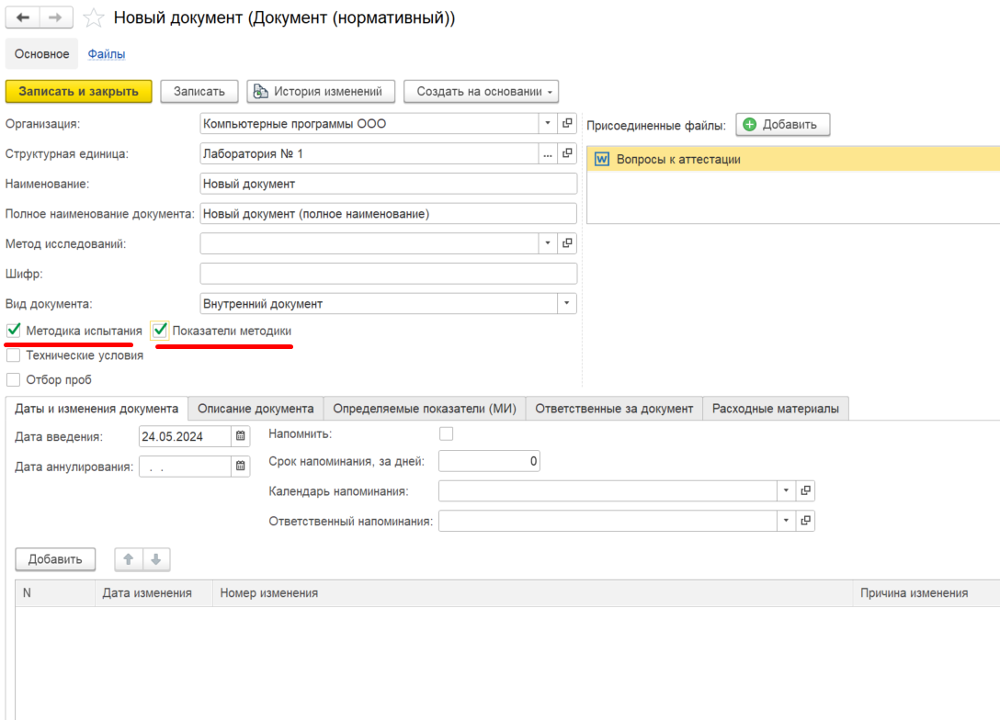 Новый документ (Документ (нормативный))
Основное Файлы
Записать и закрыть Записать История изменений Создать на основании
Организация: Компьютерные программы ООО
Присоединенные файлы: Добавить
Структурная единица: Лаборатория № 1 ...
W Вопросы к аттестации
Наименование: Новый документ
Полное наименование документа: Новый документ (полное наименование)
Метод исследований:
Шифр:
Вид документа: Внутренний документ
Методика испытания Показатели методики
Технические условия
Отбор проб
Даты и изменения документа Описание документа Определяемые показатели (МИ) Ответственные за документ Расходные материалы
Дата введения: 24.05.2024 Напомнить:
Дата аннулирования: . . Срок напоминания, за дней: 0
Календарь напоминания:
Ответственный напоминания:
Добавить
N Дата изменения Номер изменения Причина изменения